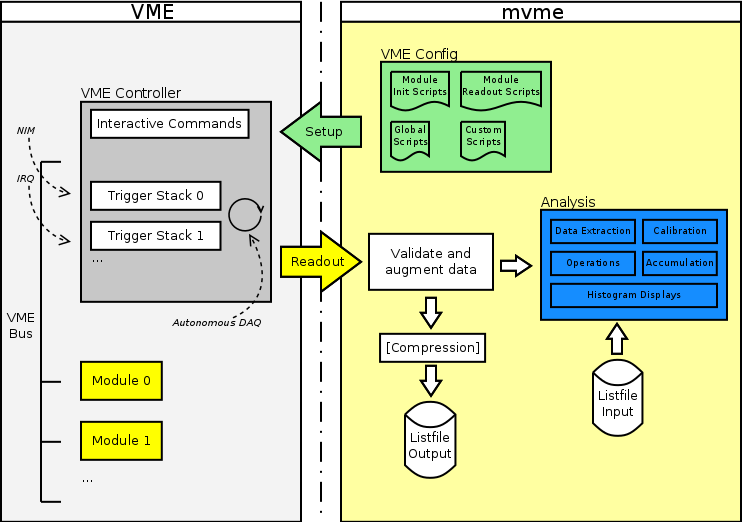 VME
mvme
VME Controller
Interactive Commands
NIM
IRQ
Trigger Stack 0
Trigger Stack 1
...
Autonomous DAQ
VME
Bus
Module 0
Module 1
...
Setup
Readout
VME Config
Module
Init Scripts
Module
Readout Scripts
Global
Scripts
Custom
Scripts
Validate and
augment data
[Compression]
Listfile
Output
Analysis
Data Extraction
Calibration
Operations
Accumulation
Histogram Displays
Listfile
Input